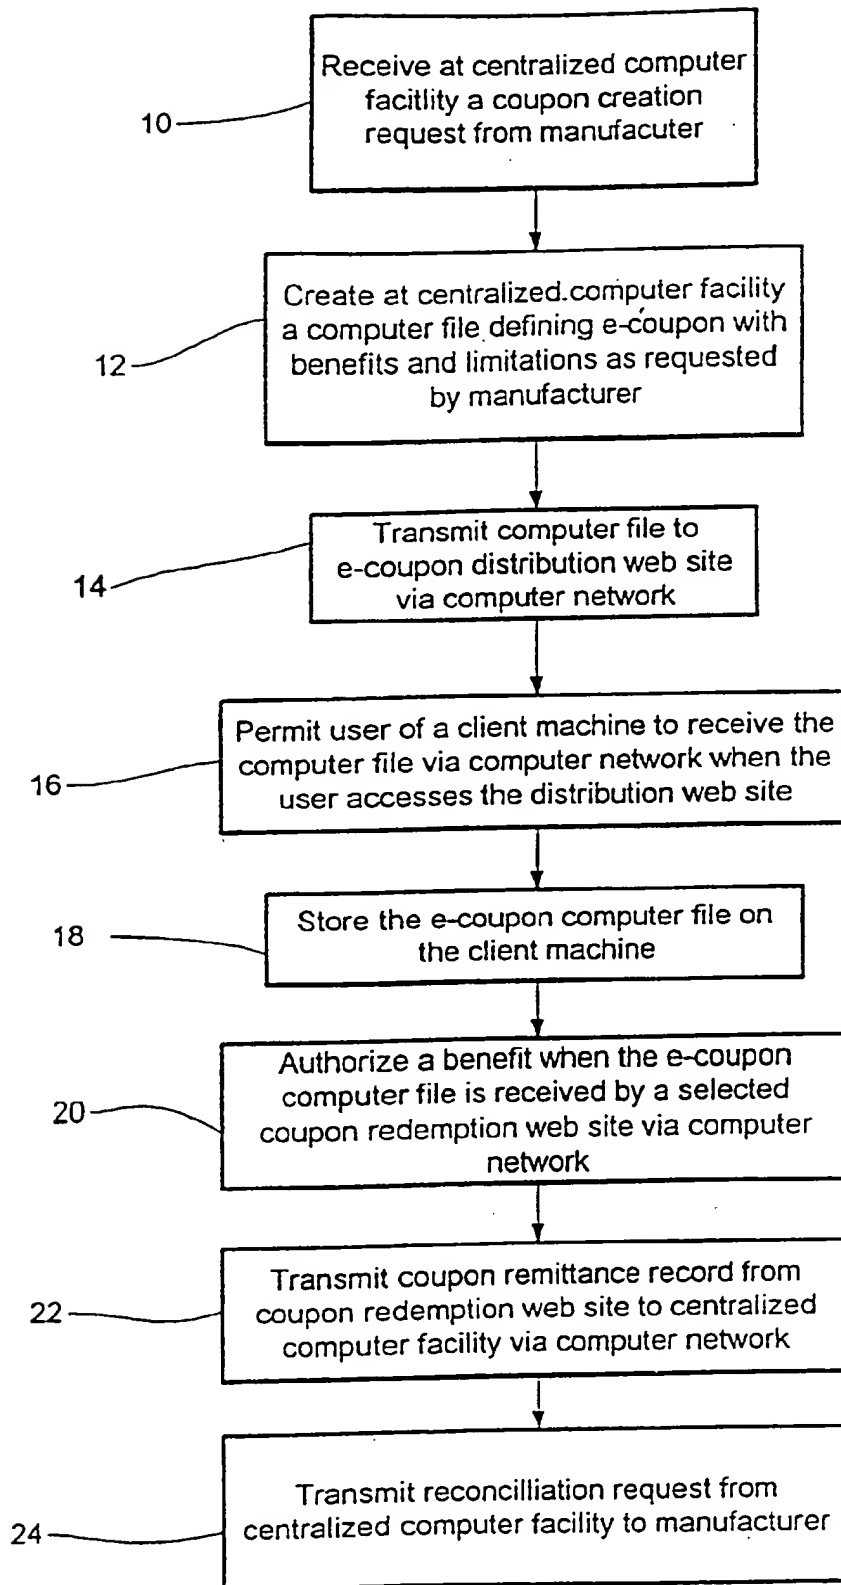 Receive at centralized computer
facitlity a coupon creation
request from manufacuter
10
Create at centralized computer facility
a computer file defining e-coupon with
benefits and limitations as requested
by manufacturer
12
Transmit computer file to
e-coupon distribution web site
via computer network
14
Permit user of a client machine to receive the
computer file via computer network when the
user accesses the distribution web site
16
Store the e-coupon computer file on
the client machine
18
Authorize a benefit when the e-coupon
computer file is received by a selected
coupon redemption web site via computer
network
20
Transmit coupon remittance record from
coupon redemption web site to centralized
computer facility via computer network
22
Transmit reconcilliation request from
centralized computer facility to manufacturer
24